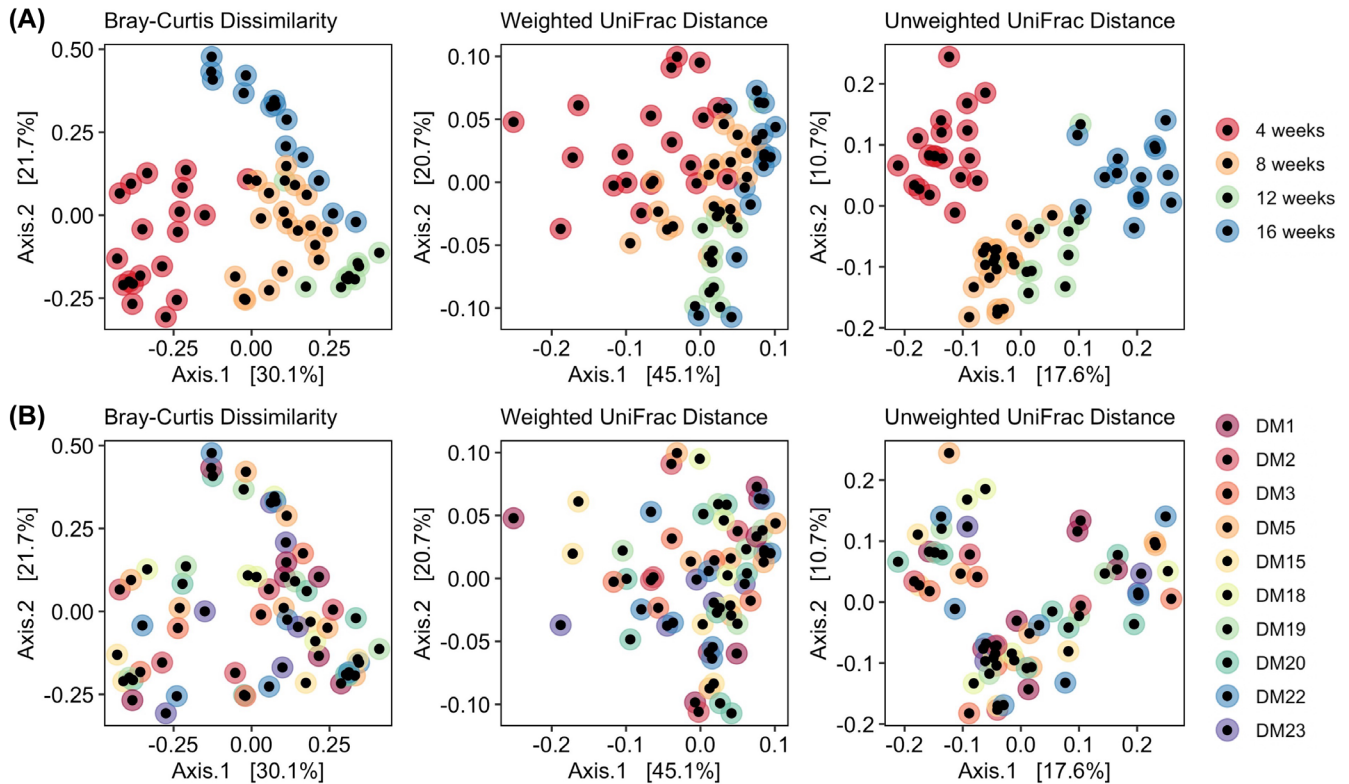 (A)
Bray-Curtis Dissimilarity
Weighted UniFrac Distance
Unweighted UniFrac Distance
0.50
0.25
0.00
-0.25
Axis.2 [21.7%]
-0.25 0.00 0.25
Axis.1 [30.1%]
0.10
0.05
0.00
-0.05
-0.10
Axis.2 [20.7%]
-0.2 -0.1 0.0 0.1
Axis.1 [45.1%]
0.2
0.1
0.0
-0.1
-0.2
Axis.2 [10.7%]
-0.2 -0.1 0.0 0.1 0.2
Axis.1 [17.6%]
4 weeks
8 weeks
12 weeks
16 weeks
(B)
Bray-Curtis Dissimilarity
Weighted UniFrac Distance
Unweighted UniFrac Distance
0.50
0.25
0.00
-0.25
Axis.2 [21.7%]
-0.25 0.00 0.25
Axis.1 [30.1%]
0.10
0.05
0.00
-0.05
-0.10
Axis.2 [20.7%]
-0.2 -0.1 0.0 0.1
Axis.1 [45.1%]
0.2
0.1
0.0
-0.1
-0.2
Axis.2 [10.7%]
-0.2 -0.1 0.0 0.1 0.2
Axis.1 [17.6%]
DM1
DM2
DM3
DM5
DM15
DM18
DM19
DM20
DM22
DM23